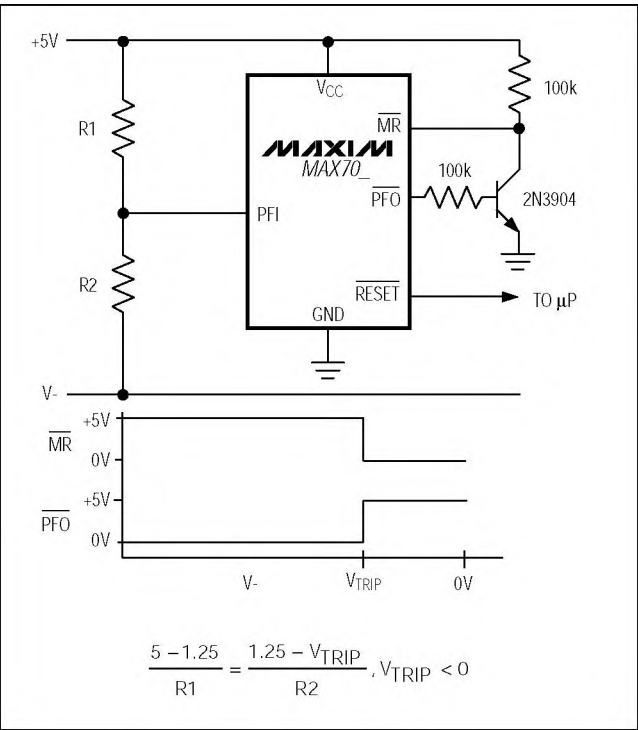 +5V
VCC
100k
R1
MR
MAXIM
MAX70_
100k
PFO
2N3904
PFI
R2
RESET
TO µP
GND
V-
+5V
MR
0V
+5V
PFO
0V
V-
VTRIP
0V
5 – 1.25 / R1 = 1.25 – VTRIP / R2 , VTRIP < 0